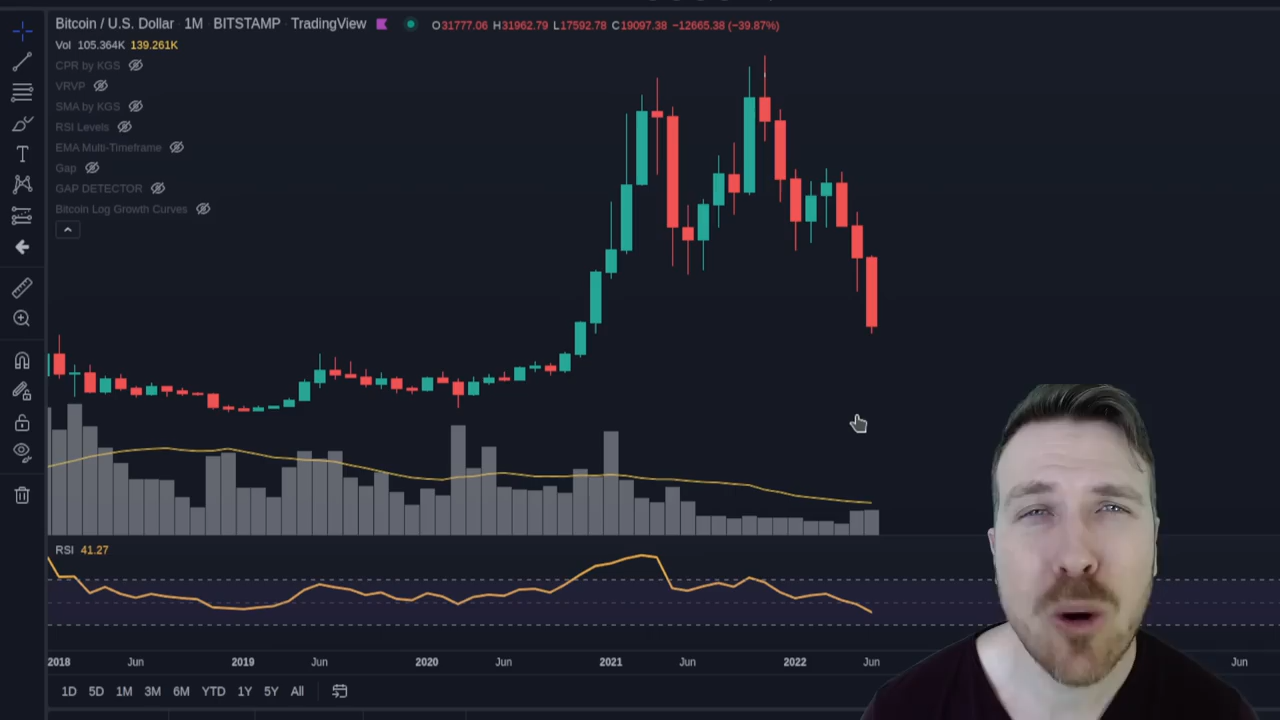 Bitcoin / U.S. Dollar 1M BITSTAMP TradingView O31777.06 H31962.79 L17592.78 C19097.38 −12665.38 (−39.87%)
Vol 105.364K 139.261K
CPR by KGS
VRVP
SMA by KGS
RSI Levels
EMA Multi-Timeframe
Gap
GAP DETECTOR
Bitcoin Log Growth Curves
RSI 41.27
2018 Jun 2019 Jun 2020 Jun 2021 Jun 2022 Jun Jun
1D 5D 1M 3M 6M YTD 1Y 5Y All